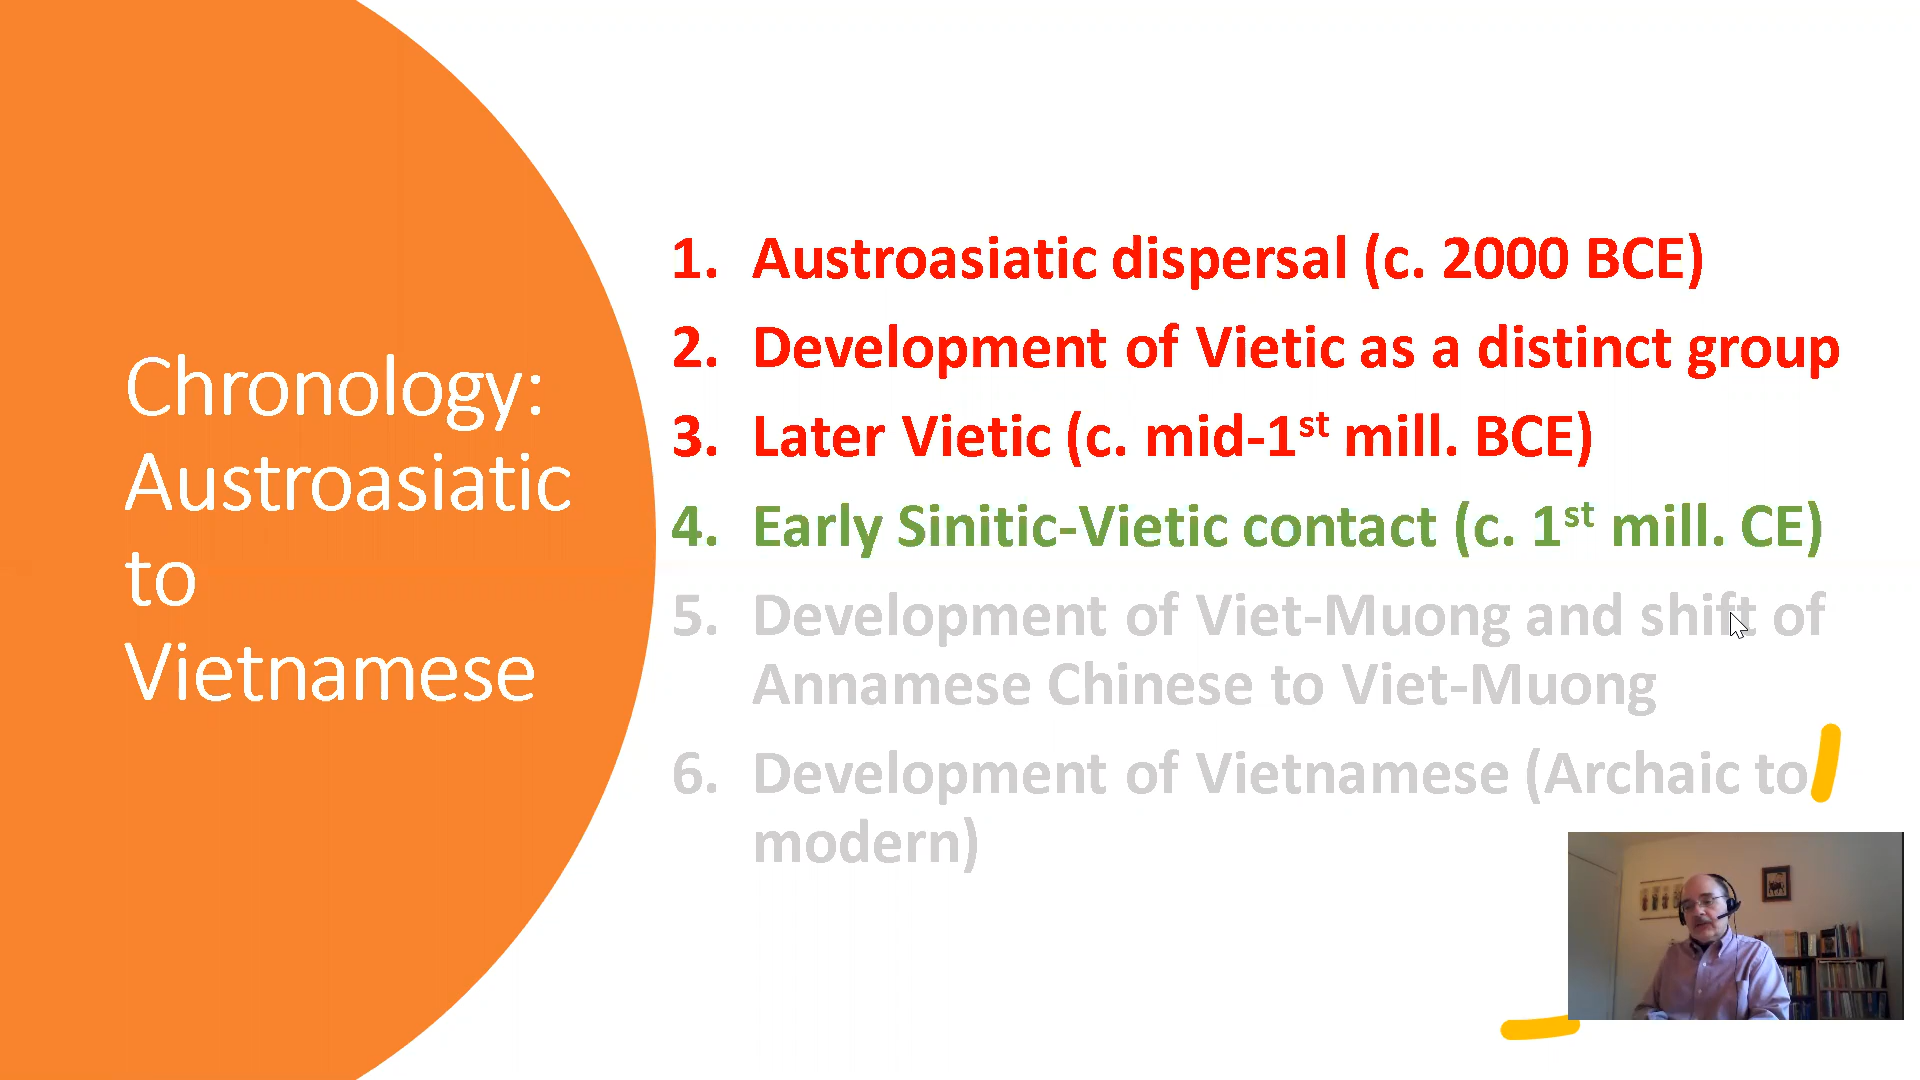 Chronology:
Austroasiatic
to
Vietnamese
1. Austroasiatic dispersal (c. 2000 BCE)
2. Development of Vietic as a distinct group
3. Later Vietic (c. mid-1st mill. BCE)
4. Early Sinitic-Vietic contact (c. 1st mill. CE)
5. Development of Viet-Muong and shift of
Annamese Chinese to Viet-Muong
6. Development of Vietnamese (Archaic to
modern)